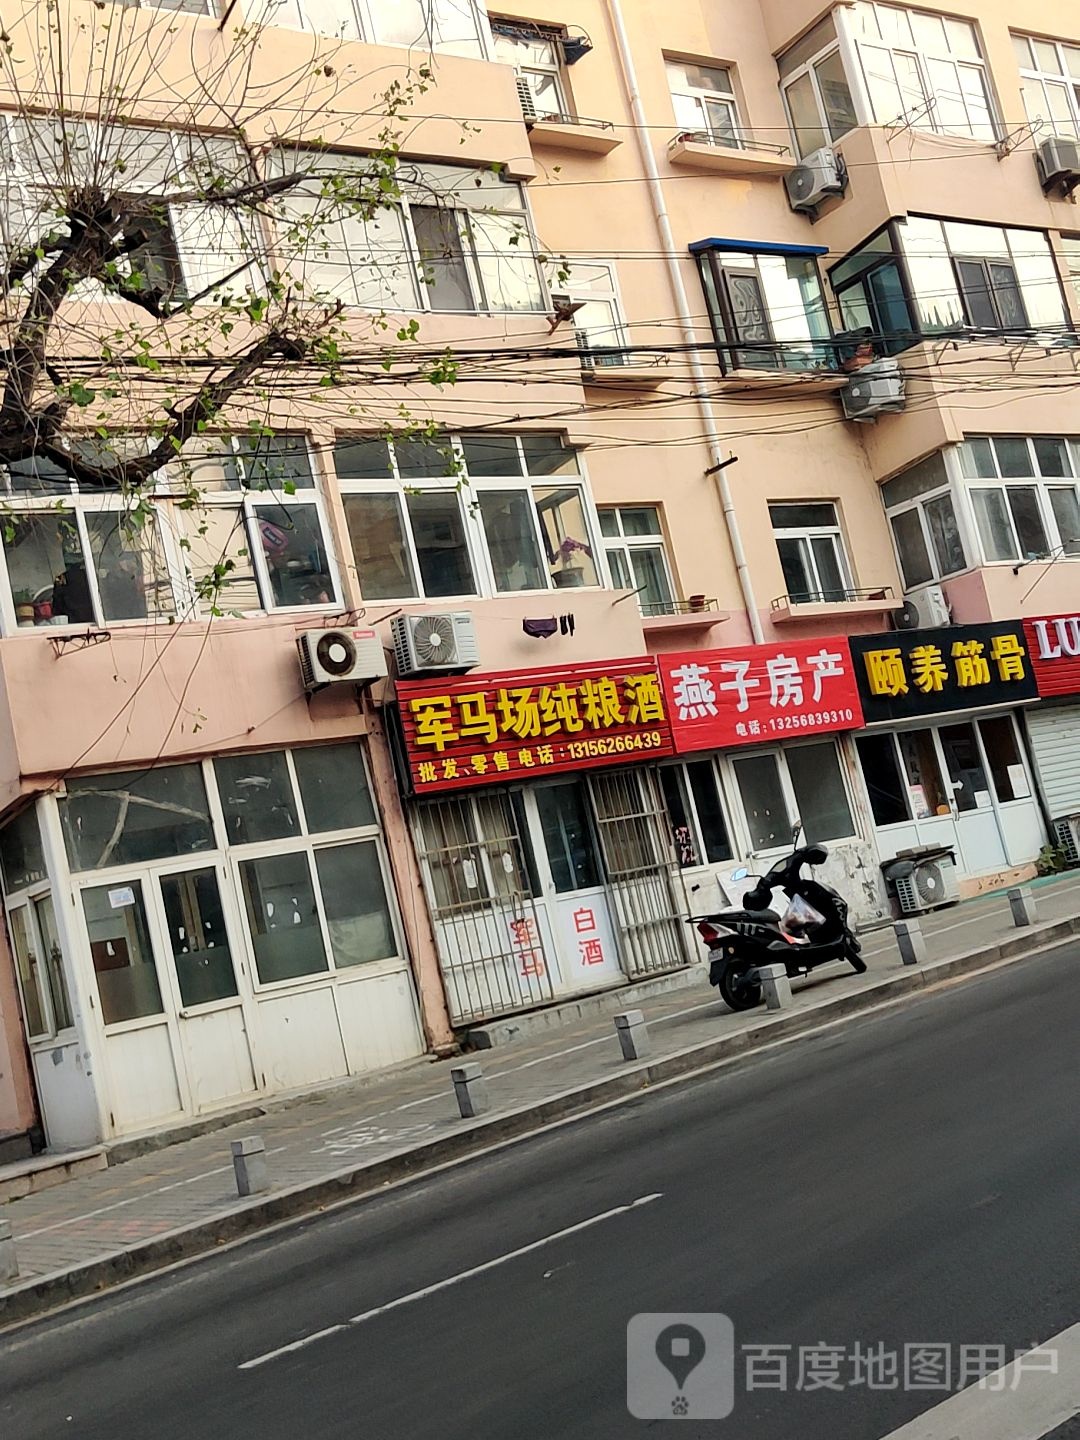 军马场纯粮酒
批发、零售 电话:13156266439
燕子房产
电话:13256839310
颐养筋骨
LU
军马
白酒
百度地图用户